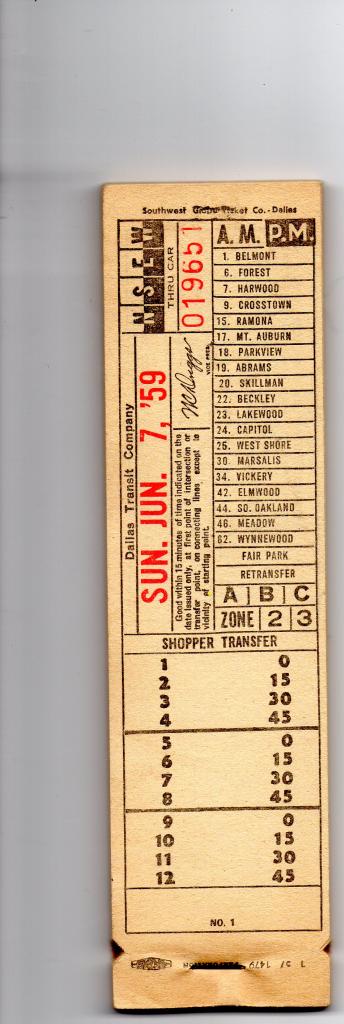 Southwest Globe Ticket Co.-Dallas
N S E W
N S E W
THRU CAR
019651
Dallas Transit Company
SUN. JUN. 7, '59
VICE PRES.
Good within 15 minutes of time indicated on the
date issued only, at first point of intersection or
transfer point, on connecting lines except to
vicinity of starting point.
A. M. P.M.
1. BELMONT
6. FOREST
7. HARWOOD
9. CROSSTOWN
15. RAMONA
17. MT. AUBURN
18. PARKVIEW
19. ABRAMS
20. SKILLMAN
22. BECKLEY
23. LAKEWOOD
24. CAPITOL
25. WEST SHORE
30. MARSALIS
34. VICKERY
42. ELMWOOD
44. SO. OAKLAND
46. MEADOW
62. WYNNEWOOD
FAIR PARK
RETRANSFER
A B C
ZONE 2 3
SHOPPER TRANSFER
1 0
2 15
3 30
4 45
5 0
6 15
7 30
8 45
9 0
10 15
11 30
12 45
NO. 1
1479